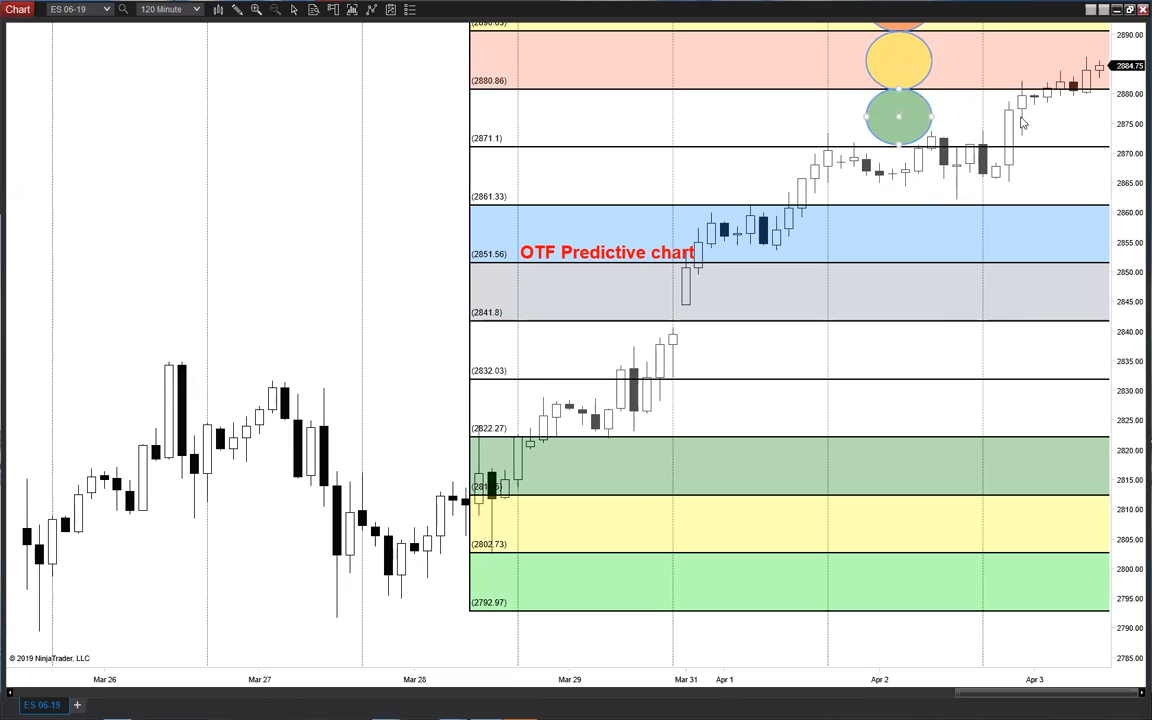 Chart
ES 06-19
120 Minute
(2890.63)
2890.00
2884.75
(2880.86)
2880.00
2875.00
(2871.1)
2870.00
2865.00
(2861.33)
2860.00
2855.00
(2851.56)
OTF Predictive chart
2850.00
2845.00
(2841.8)
2840.00
2835.00
(2832.03)
2830.00
2825.00
(2822.27)
2820.00
2815.00
2810.00
2805.00
(2802.73)
2800.00
2795.00
(2792.97)
2790.00
2785.00
© 2019 NinjaTrader, LLC
Mar 26
Mar 27
Mar 28
Mar 29
Mar 31
Apr 1
Apr 2
Apr 3
ES 06-19
+